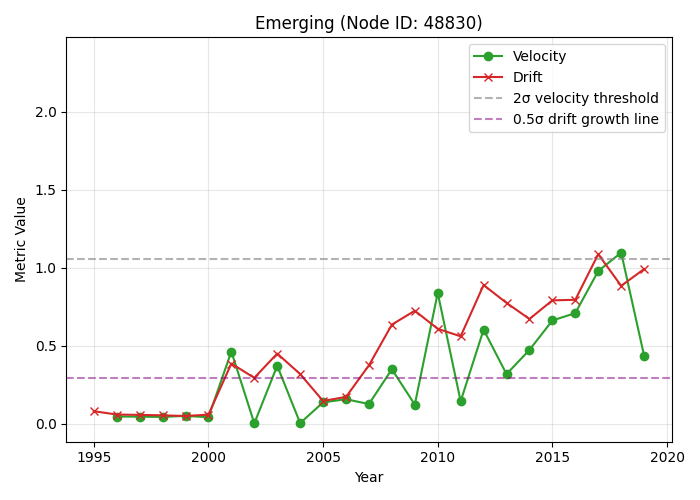 Emerging (Node ID: 48830)
Velocity
Drift
2σ velocity threshold
0.5σ drift growth line
Metric Value
2.0
1.5
1.0
0.5
0.0
1995 2000 2005 2010 2015 2020
Year